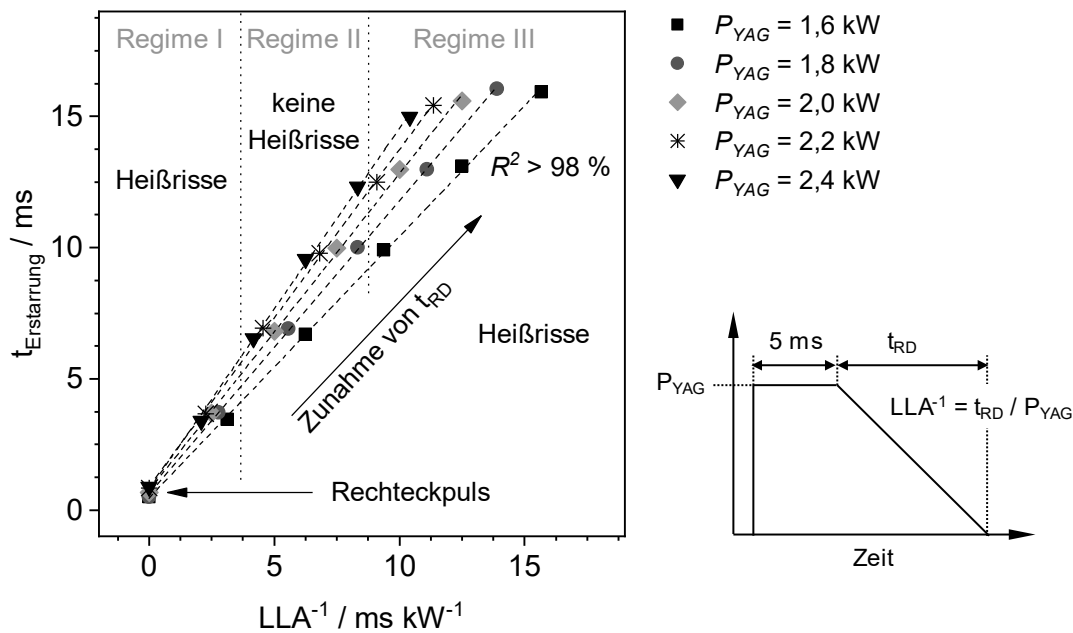 Regime I Regime II Regime III
keine
Heißrisse
Heißrisse
R² > 98 %
Zunahme von t_RD
Heißrisse
Rechteckpuls
t_Erstarrung / ms
15
10
5
0
0 5 10 15
LLA⁻¹ / ms kW⁻¹
P_YAG = 1,6 kW
P_YAG = 1,8 kW
P_YAG = 2,0 kW
P_YAG = 2,2 kW
P_YAG = 2,4 kW
5 ms t_RD
P_YAG
LLA⁻¹ = t_RD / P_YAG
Zeit